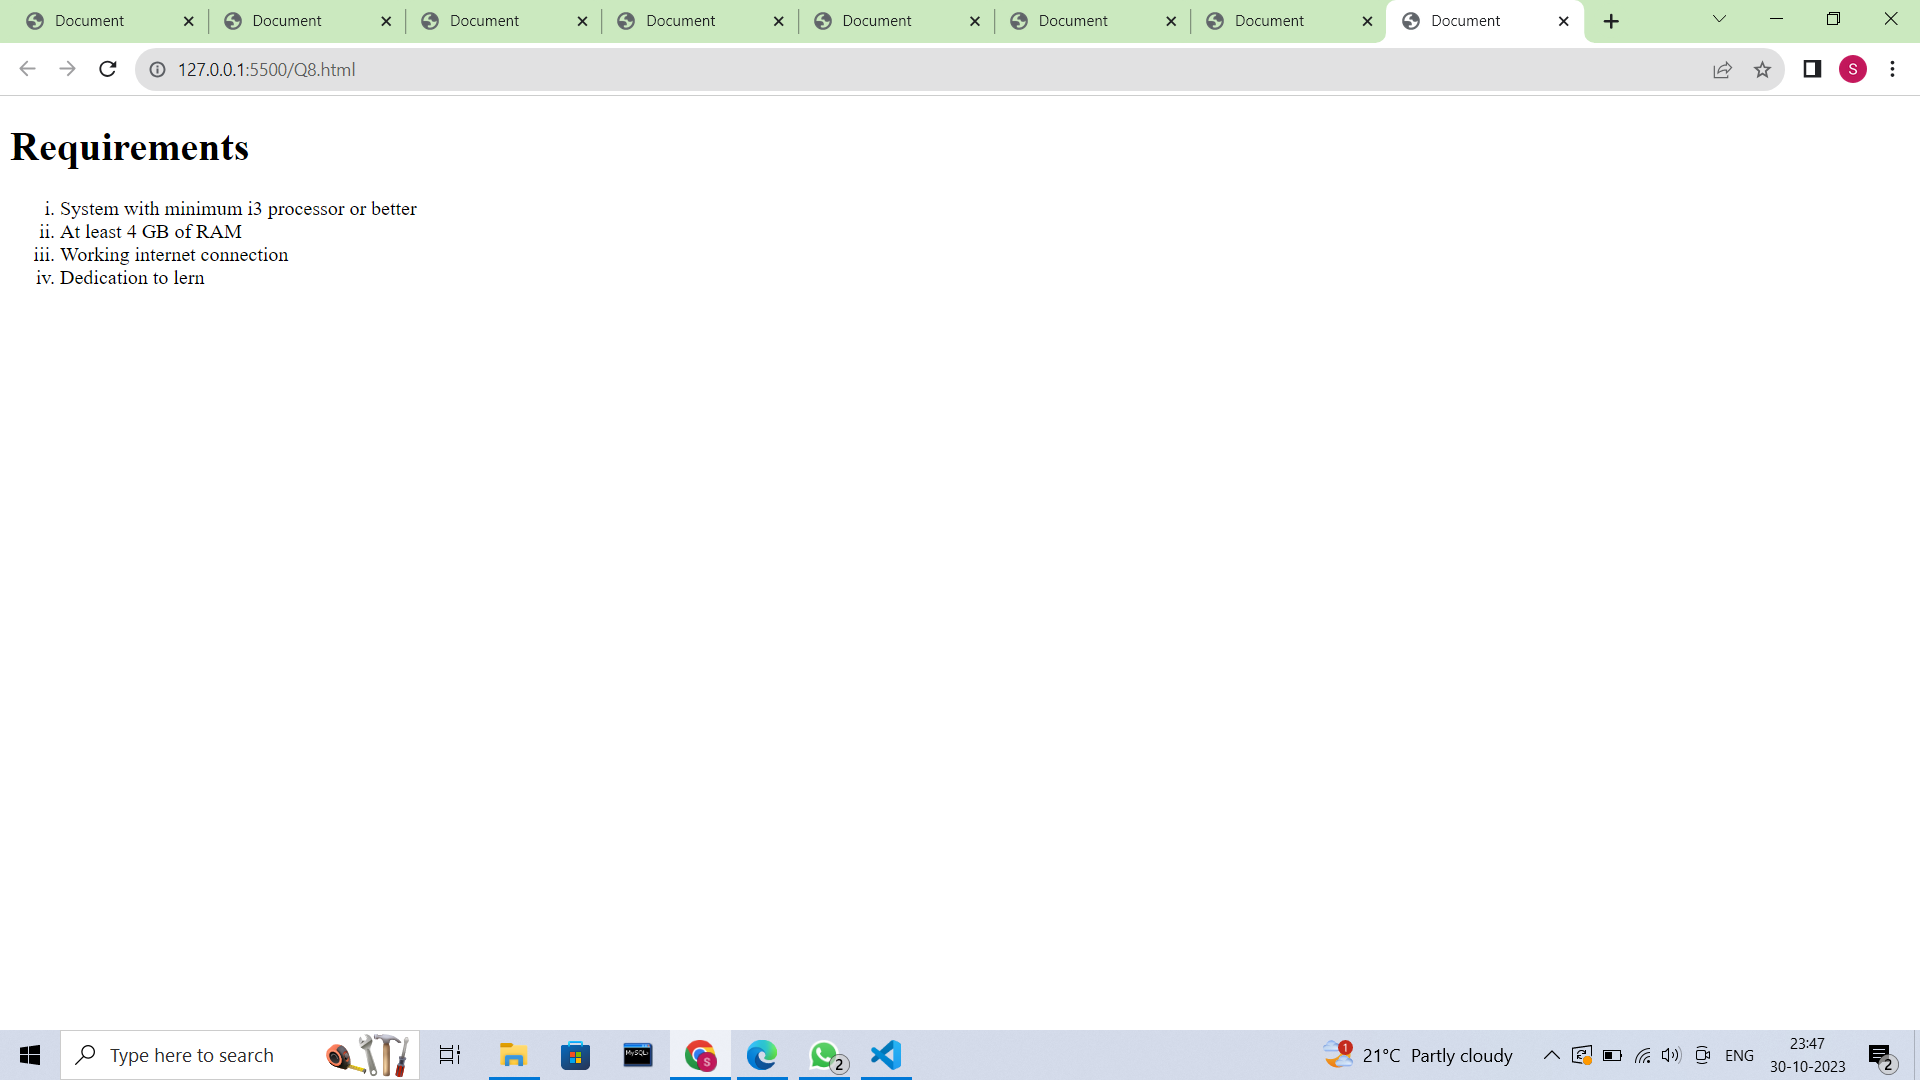 Document Document Document Document Document Document Document Document
127.0.0.1:5500/Q8.html
S
Requirements
i. System with minimum i3 processor or better
ii. At least 4 GB of RAM
iii. Working internet connection
iv. Dedication to lern
Type here to search
MySQL
S
2
1
21°C Partly cloudy
ENG
23:47
30-10-2023
2